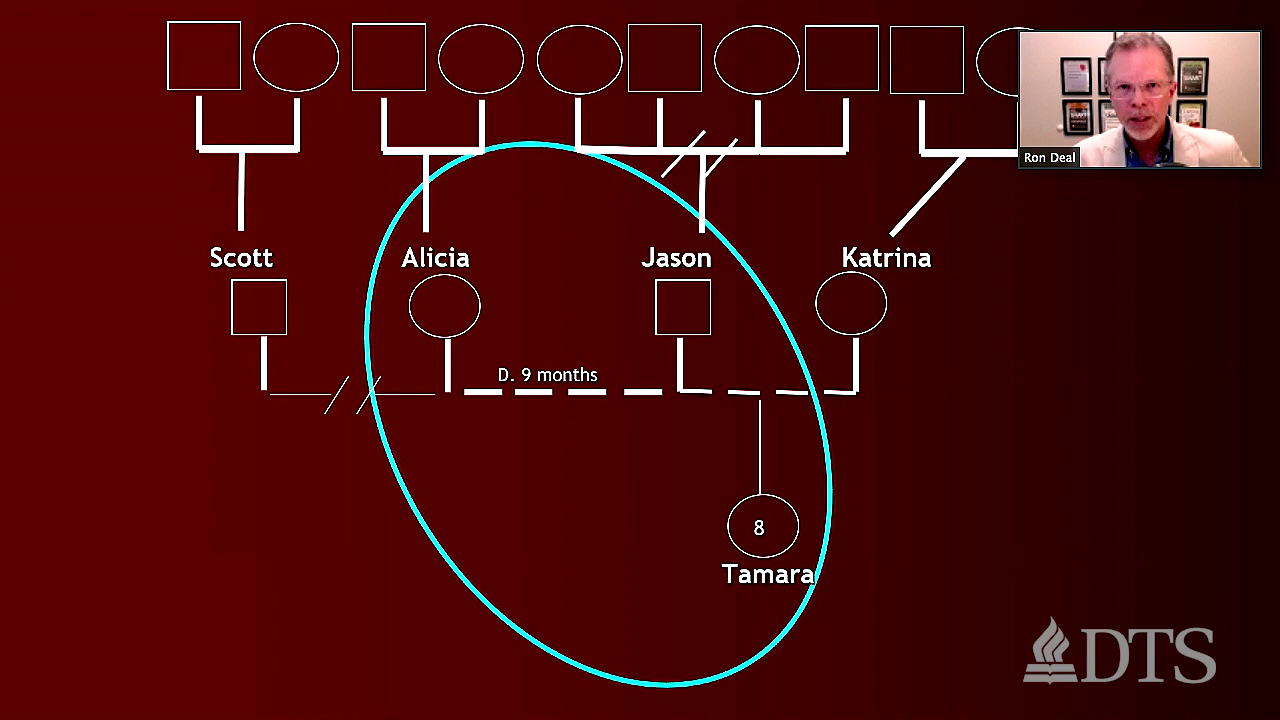 Ron Deal
Scott
Alicia
Jason
Katrina
D. 9 months
8
Tamara
DTS